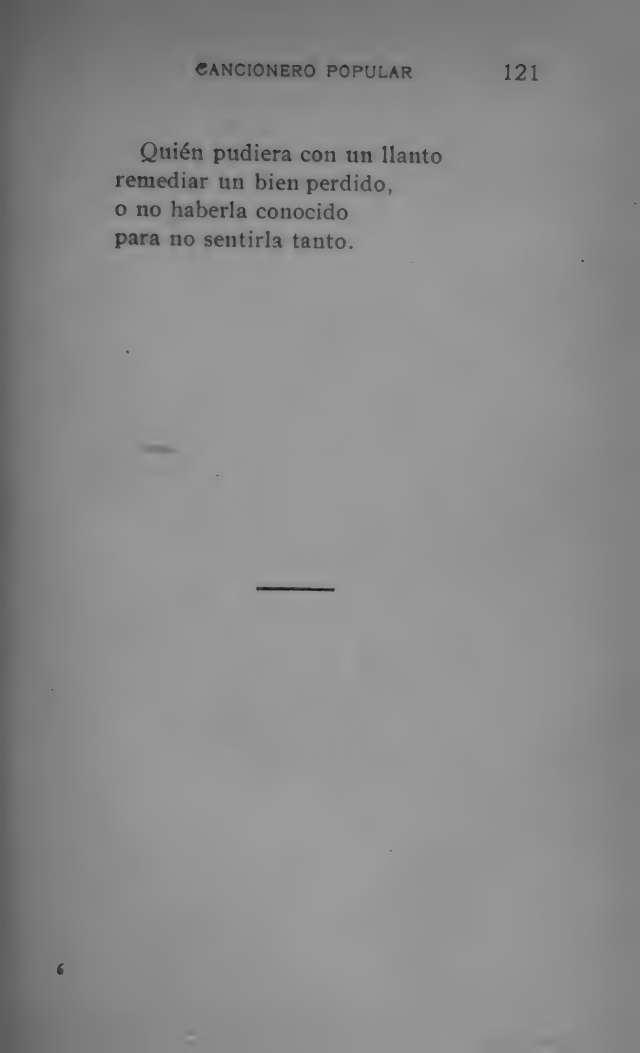 CANCIONERO POPULAR 121
Quién pudiera con un llanto
remediar un bien perdido,
o no haberla conocido
para no sentirla tanto.
6